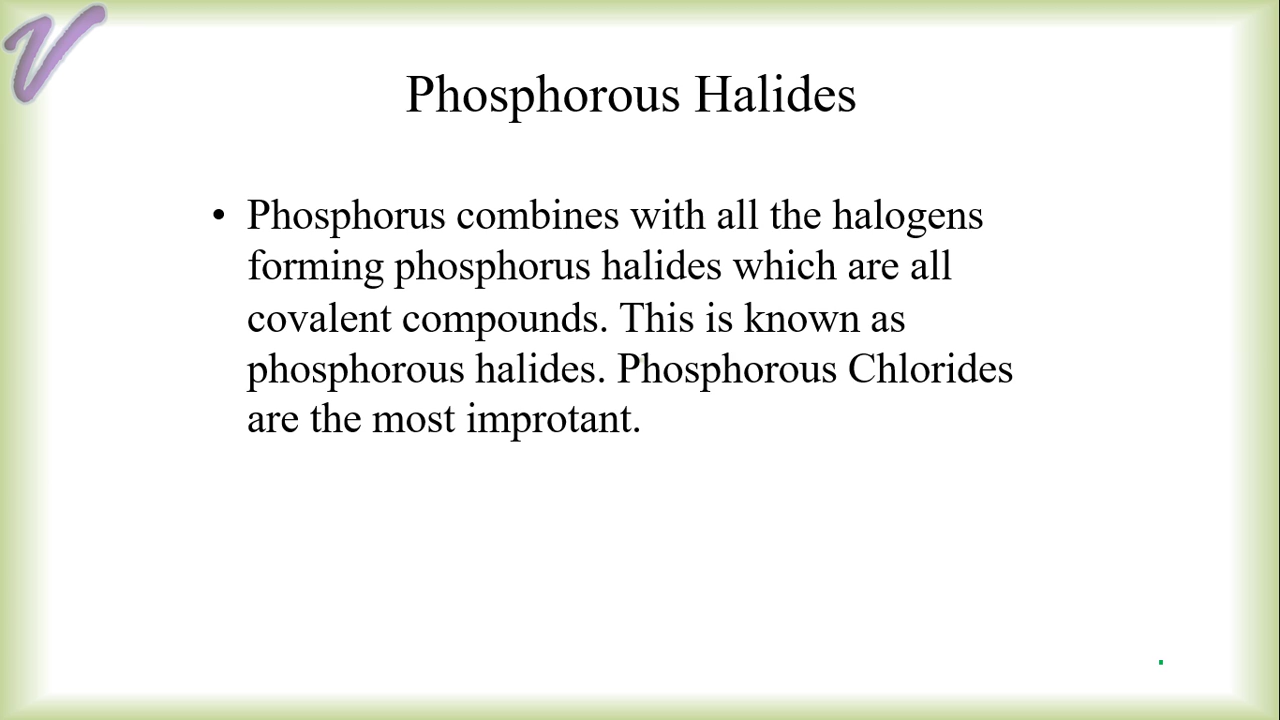 V
Phosphorous Halides
• Phosphorus combines with all the halogens
forming phosphorus halides which are all
covalent compounds. This is known as
phosphorous halides. Phosphorous Chlorides
are the most improtant.